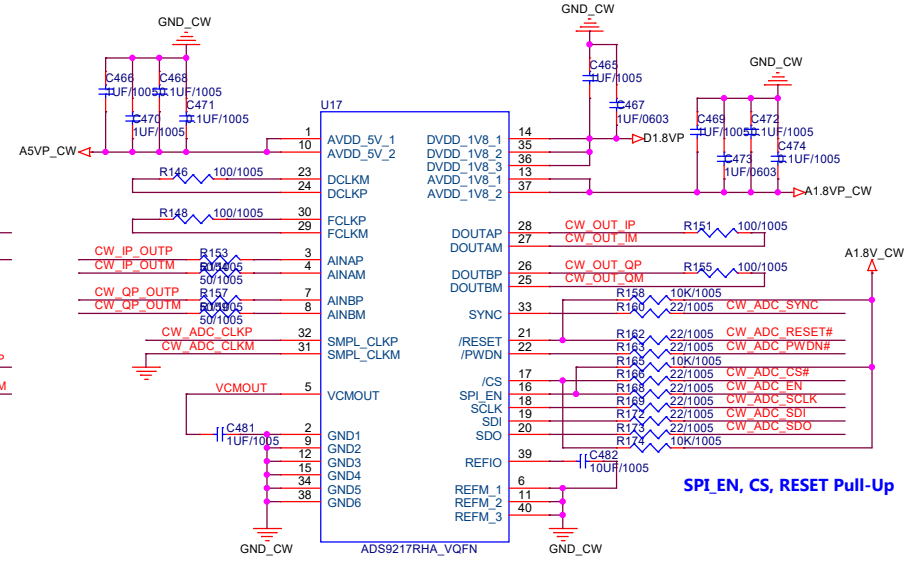 GND_CW
GND_CW
GND_CW
C466
1UF/1005
C468
0.1UF/1005
C470
1UF/1005
C471
0.1UF/1005
C465
1UF/1005
C467
1UF/0603
C469
1UF/1005
C472
0.1UF/1005
C473
1UF/0603
C474
0.1UF/1005
U17
A5VP_CW
D1.8VP
A1.8VP_CW
1 AVDD_5V_1
10 AVDD_5V_2
R146 100/1005
23 DCLKM
24 DCLKP
R148 100/1005
30 FCLKP
29 FCLKM
CW_IP_OUTP R153 3 AINAP
CW_IP_OUTM 50/1005 4 AINAM
50/1005
CW_QP_OUTP R157 7 AINBP
CW_QP_OUTM 8 AINBM
50/1005
CW_ADC_CLKP 32 SMPL_CLKP
CW_ADC_CLKM 31 SMPL_CLKM
P
M
VCMOUT 5 VCMOUT
C481
1UF/1005
2 GND1
9 GND2
12 GND3
15 GND4
34 GND5
38 GND6
GND_CW
DVDD_1V8_1 14
DVDD_1V8_2 35
DVDD_1V8_3 36
AVDD_1V8_1 13
AVDD_1V8_2 37
DOUTAP 28 CW_OUT_IP R151 100/1005
DOUTAM 27 CW_OUT_IM
DOUTBP 26 CW_OUT_QP R155 100/1005
DOUTBM 25 CW_OUT_QM
A1.8V_CW
R158 10K/1005
SYNC 33 R160 22/1005 CW_ADC_SYNC
/RESET 21 R162 22/1005 CW_ADC_RESET#
/PWDN 22 R163 22/1005 CW_ADC_PWDN#
R165 10K/1005
/CS 17 R166 22/1005 CW_ADC_CS#
SPI_EN 16 R168 22/1005 CW_ADC_EN
SCLK 18 R169 22/1005 CW_ADC_SCLK
SDI 19 R172 22/1005 CW_ADC_SDI
SDO 20 R173 22/1005 CW_ADC_SDO
R174 10K/1005
REFIO 39 C482
10UF/1005
REFM_1 6
REFM_2 11
REFM_3 40
SPI_EN, CS, RESET Pull-Up
GND_CW
ADS9217RHA_VQFN